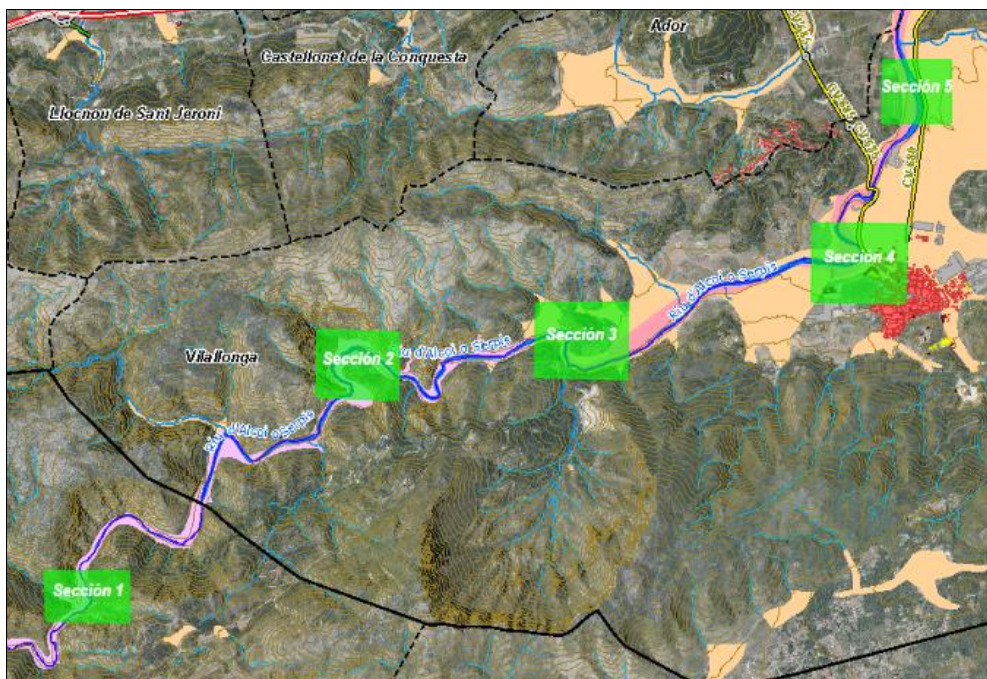 Ador
Castellonet de la Conquesta
Llocnou de Sant Jeroni
Sección 5
CV-680
Sección 4
Riu d'Alcoi o Serpis
Sección 3
Riu d'Alcoi o Serpis
Sección 2
Vilallonga
Riu d'Alcoi o Serpis
Sección 1